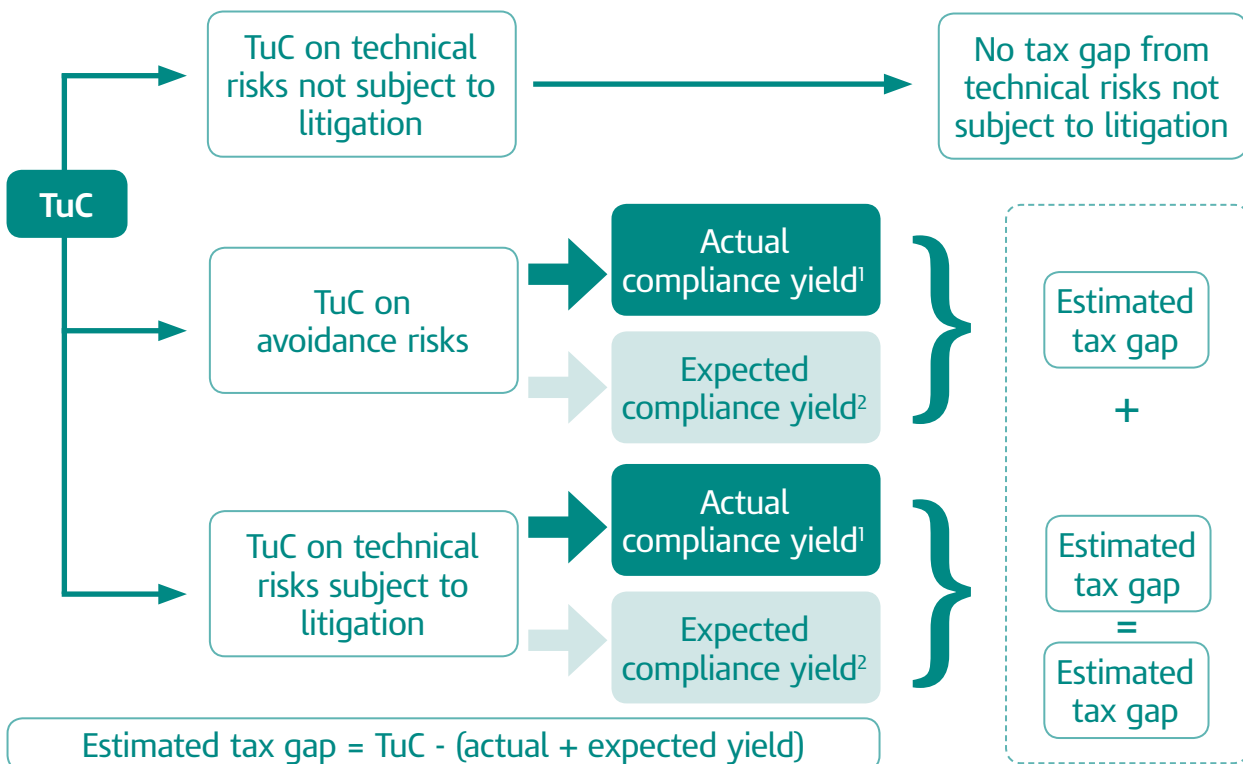 TuC on technical
risks not subject to
litigation
No tax gap from
technical risks not
subject to litigation
TuC
TuC on
avoidance risks
Actual
compliance yield¹
Expected
compliance yield²
Estimated
tax gap
+
TuC on technical
risks subject to
litigation
Actual
compliance yield¹
Expected
compliance yield²
Estimated
tax gap
=
Estimated
tax gap
Estimated tax gap = TuC - (actual + expected yield)